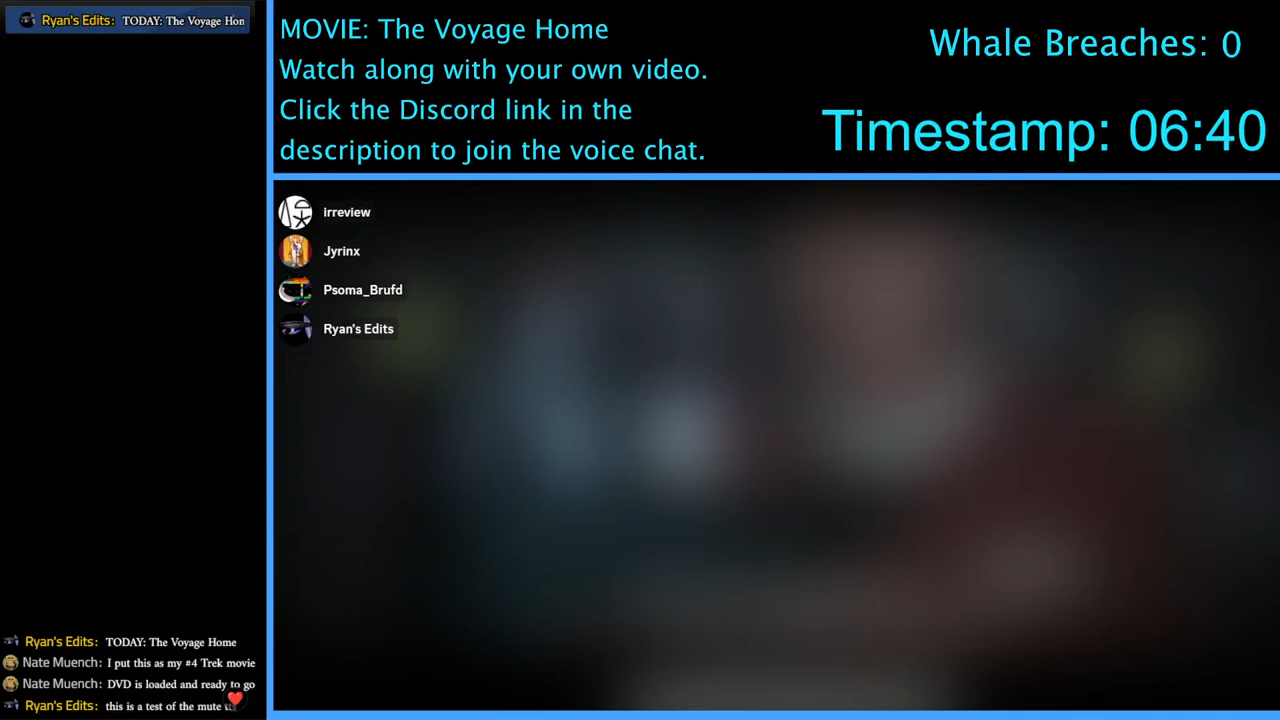 Ryan's Edits: TODAY: The Voyage Hon
MOVIE: The Voyage Home
Watch along with your own video.
Click the Discord link in the
description to join the voice chat.
Whale Breaches: 0
Timestamp: 06:40
irreview
Jyrinx
Psoma_Brufd
Ryan's Edits
Ryan's Edits: TODAY: The Voyage Home
Nate Muench: I put this as my #4 Trek movie
Nate Muench: DVD is loaded and ready to go
Ryan's Edits: this is a test of the mute